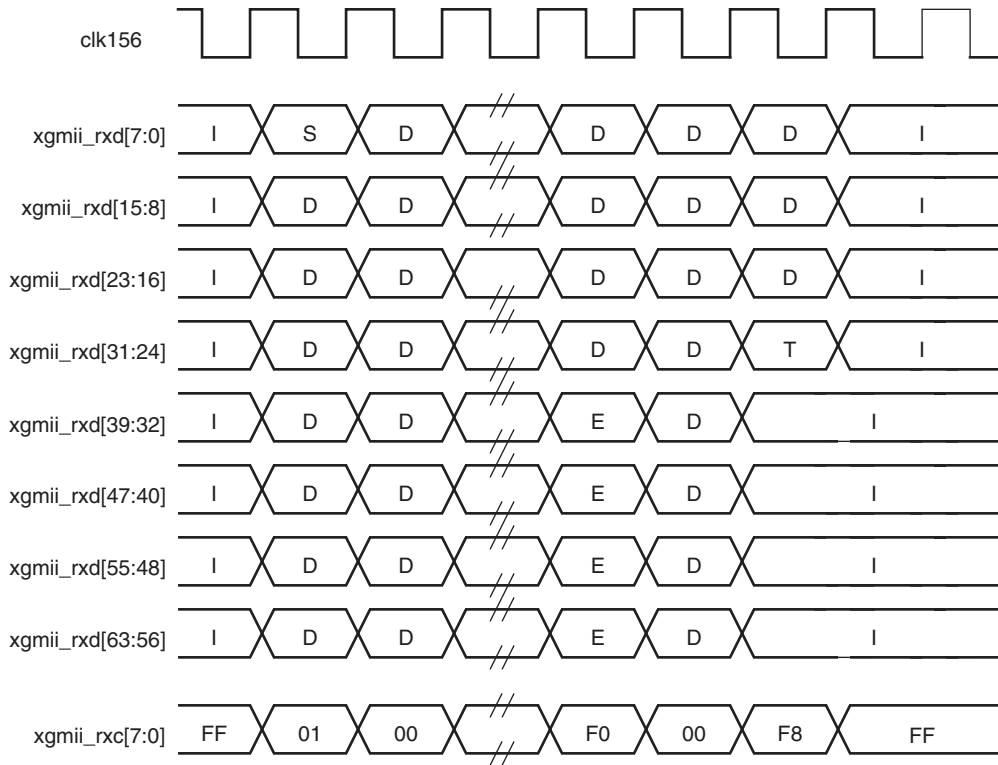 clk156
xgmii_rxd[7:0] I S D D D D I
xgmii_rxd[15:8] I D D D D D I
xgmii_rxd[23:16] I D D D D D I
xgmii_rxd[31:24] I D D D D T I
xgmii_rxd[39:32] I D D E D I
xgmii_rxd[47:40] I D D E D I
xgmii_rxd[55:48] I D D E D I
xgmii_rxd[63:56] I D D E D I
xgmii_rxc[7:0] FF 01 00 F0 00 F8 FF